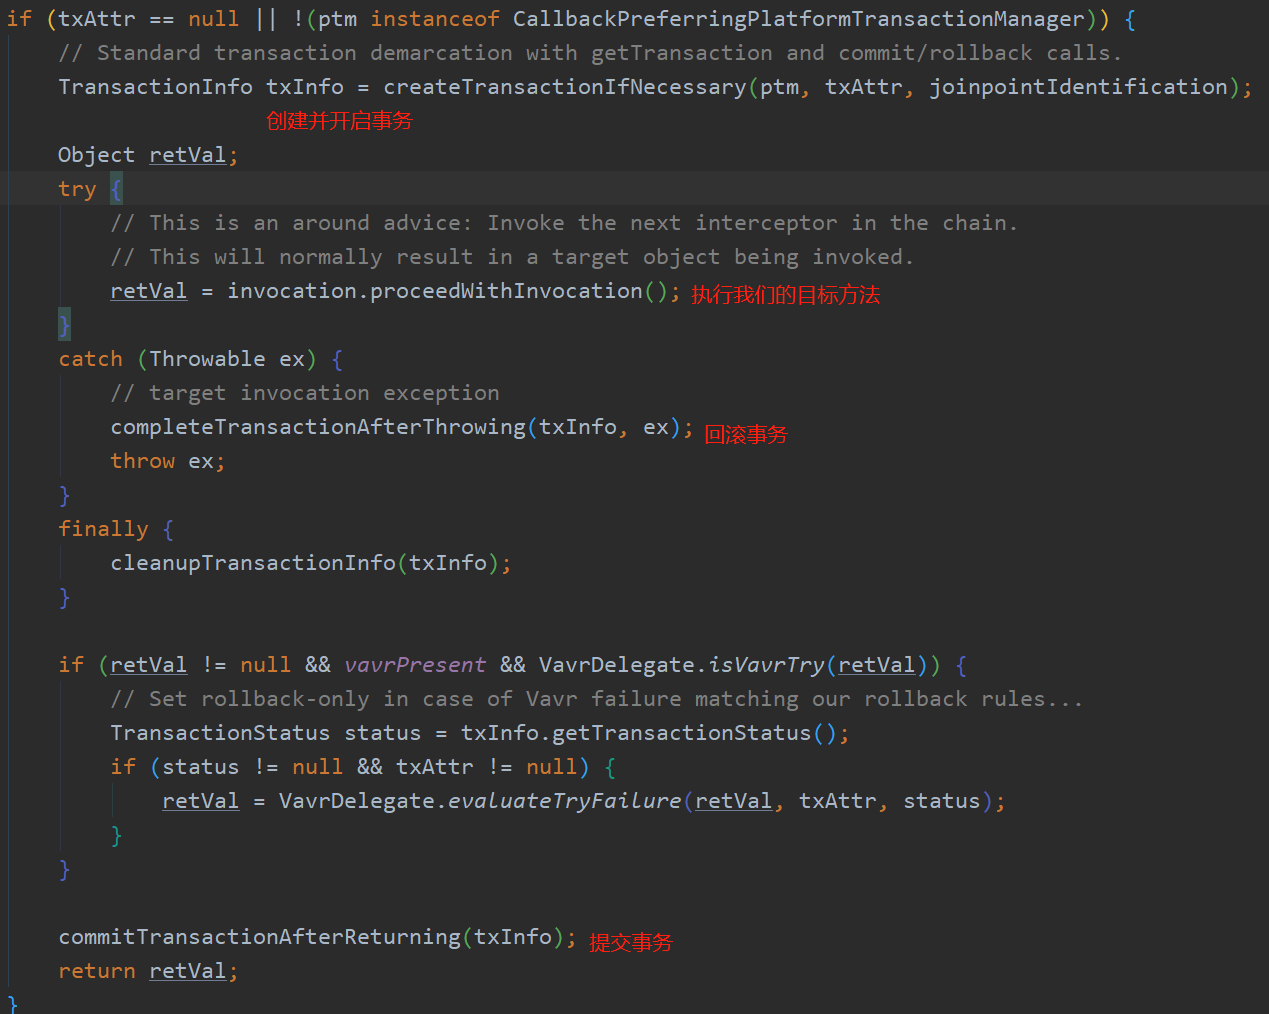 if (txAttr == null || !(ptm instanceof CallbackPreferringPlatformTransactionManager)) {
// Standard transaction demarcation with getTransaction and commit/rollback calls.
TransactionInfo txInfo = createTransactionIfNecessary(ptm, txAttr, joinpointIdentification);
创建并开启事务
Object retVal;
try {
// This is an around advice: Invoke the next interceptor in the chain.
// This will normally result in a target object being invoked.
retVal = invocation.proceedWithInvocation(); 执行我们的目标方法
}
catch (Throwable ex) {
// target invocation exception
completeTransactionAfterThrowing(txInfo, ex); 回滚事务
throw ex;
}
finally {
cleanupTransactionInfo(txInfo);
}
if (retVal != null && vavrPresent && VavrDelegate.isVavrTry(retVal)) {
// Set rollback-only in case of Vavr failure matching our rollback rules...
TransactionStatus status = txInfo.getTransactionStatus();
if (status != null && txAttr != null) {
retVal = VavrDelegate.evaluateTryFailure(retVal, txAttr, status);
}
}
commitTransactionAfterReturning(txInfo); 提交事务
return retVal;
}